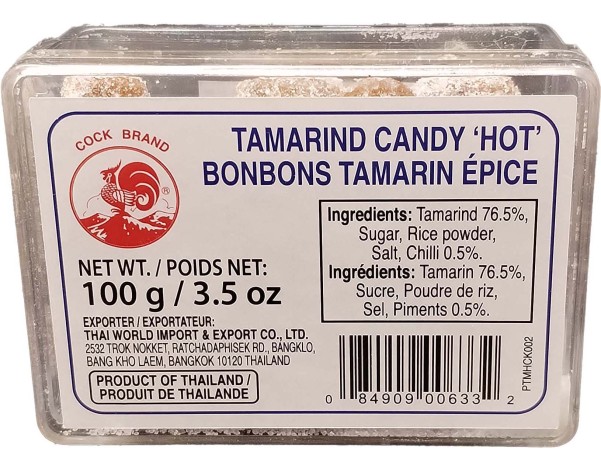 COCK BRAND
®
TAMARIND CANDY 'HOT'
BONBONS TAMARIN ÉPICE
Ingredients: Tamarind 76.5%,
Sugar, Rice powder,
Salt, Chilli 0.5%.
Ingrédients: Tamarin 76.5%,
Sucre, Poudre de riz,
Sel, Piments 0.5%.
NET WT. / POIDS NET:
100 g / 3.5 oz
EXPORTER / EXPORTATEUR:
THAI WORLD IMPORT & EXPORT CO., LTD.
2532 TROK NOKKET, RATCHADAPHISEK RD., BANGKLO,
BANG KHO LAEM, BANGKOK 10120 THAILAND
PRODUCT OF THAILAND /
PRODUIT DE THAILANDE
0 84909 00633 2
PTMHCK002